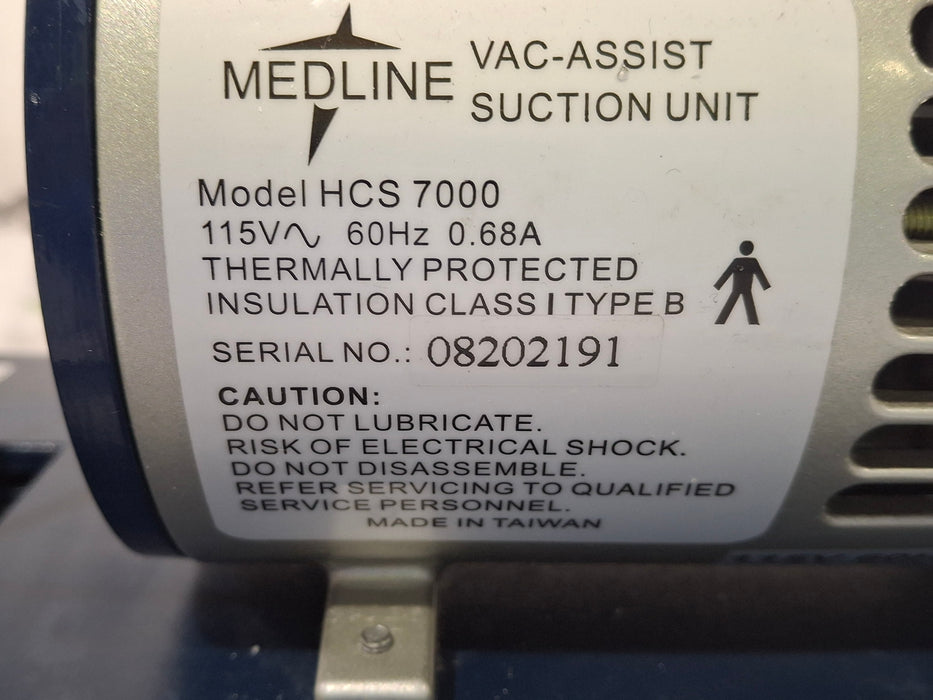 MEDLINE
VAC-ASSIST
SUCTION UNIT
Model HCS 7000
115V∿ 60Hz 0.68A
THERMALLY PROTECTED
INSULATION CLASS I TYPE B
SERIAL NO.: 08202191
CAUTION:
DO NOT LUBRICATE.
RISK OF ELECTRICAL SHOCK.
DO NOT DISASSEMBLE.
REFER SERVICING TO QUALIFIED
SERVICE PERSONNEL.
MADE IN TAIWAN